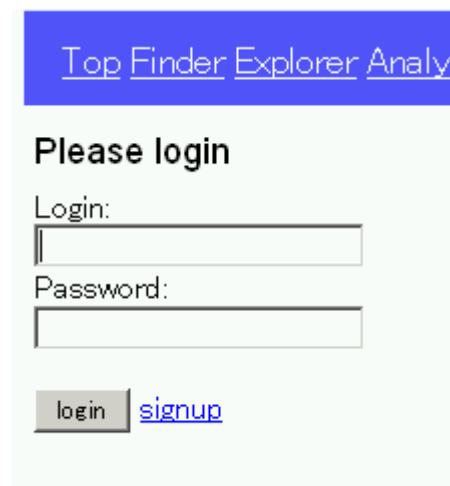 Top Finder Explorer Analy
Please login
Login:
Password:
login signup